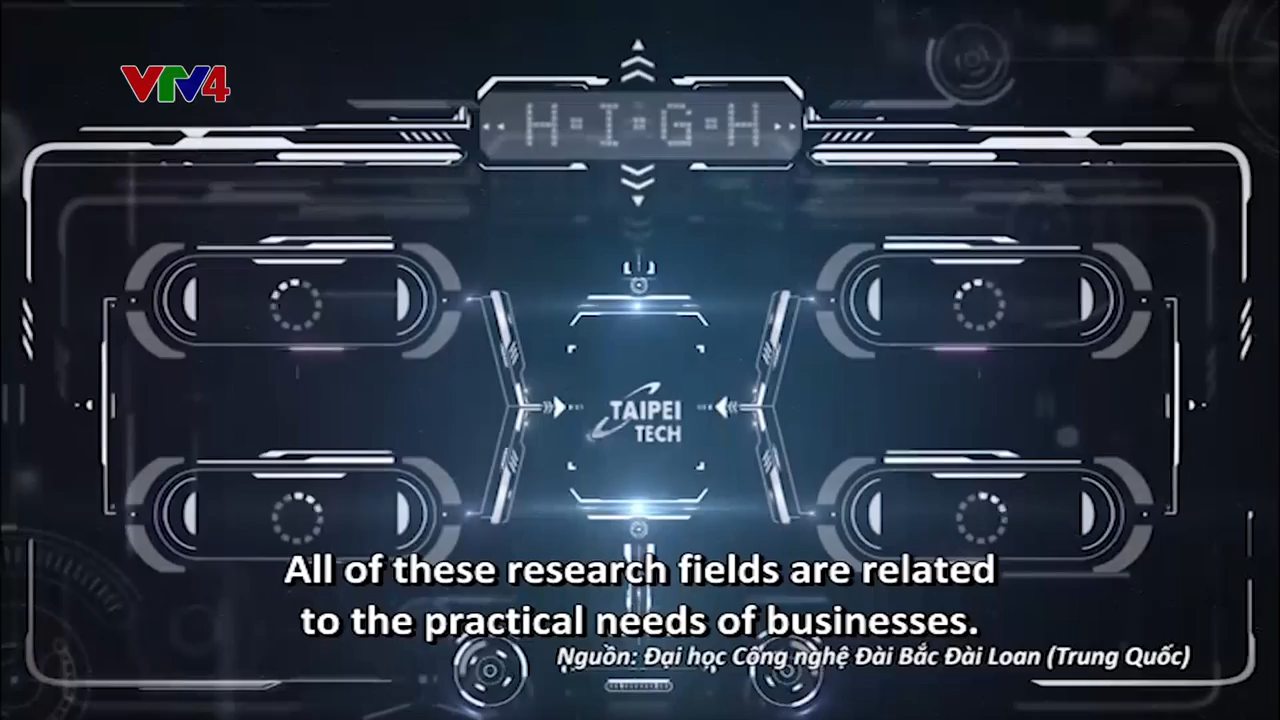 VTV4
H·I·G·H
TAIPEI
TECH
All of these research fields are related
to the practical needs of businesses.
Nguồn: Đại học Công nghệ Đài Bắc Đài Loan (Trung Quốc)